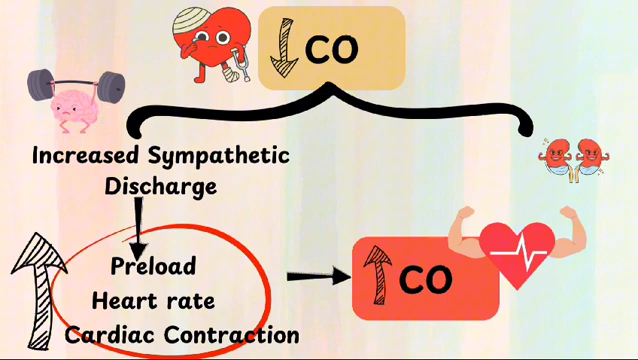 CO
Increased Sympathetic
Discharge
Preload
Heart rate
Cardiac Contraction
CO